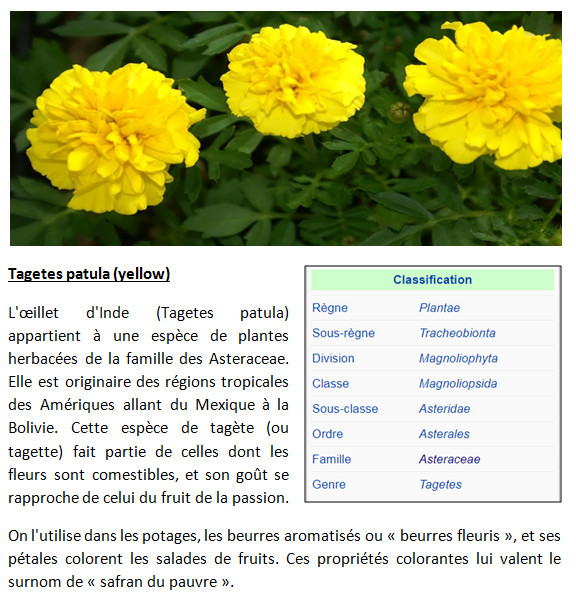 Tagetes patula (yellow)
L'œillet d'Inde (Tagetes patula)
appartient à une espèce de plantes
herbacées de la famille des Asteraceae.
Elle est originaire des régions tropicales
des Amériques allant du Mexique à la
Bolivie. Cette espèce de tagète (ou
tagette) fait partie de celles dont les
fleurs sont comestibles, et son goût se
rapproche de celui du fruit de la passion.
Classification
Règne Plantae
Sous-règne Tracheobionta
Division Magnoliophyta
Classe Magnoliopsida
Sous-classe Asteridae
Ordre Asterales
Famille Asteraceae
Genre Tagetes
On l'utilise dans les potages, les beurres aromatisés ou « beurres fleuris », et ses
pétales colorent les salades de fruits. Ces propriétés colorantes lui valent le
surnom de « safran du pauvre ».